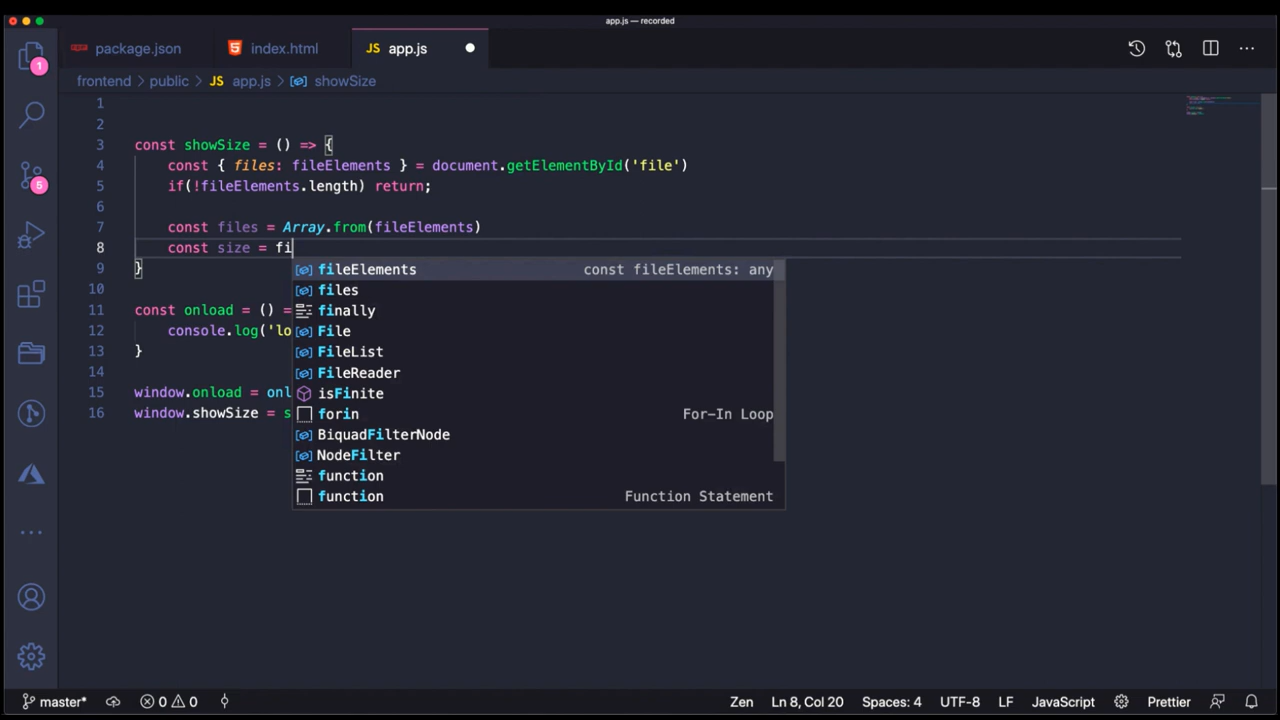 app.js — recorded
package.json
index.html
JS app.js
frontend > public > JS app.js > showSize
1
2
3 const showSize = () => {
4 const { files: fileElements } = document.getElementById('file')
5 if(!fileElements.length) return;
6
7 const files = Array.from(fileElements)
8 const size = fi
9 }
10
11 const onload = () =
12 console.log('lo
13 }
14
15 window.onload = onl
16 window.showSize = s
fileElements const fileElements: any
files
finally
File
FileList
FileReader
isFinite
forin For-In Loop
BiquadFilterNode
NodeFilter
function
function Function Statement
1
5
master* 0 0 Zen Ln 8, Col 20 Spaces: 4 UTF-8 LF JavaScript Prettier